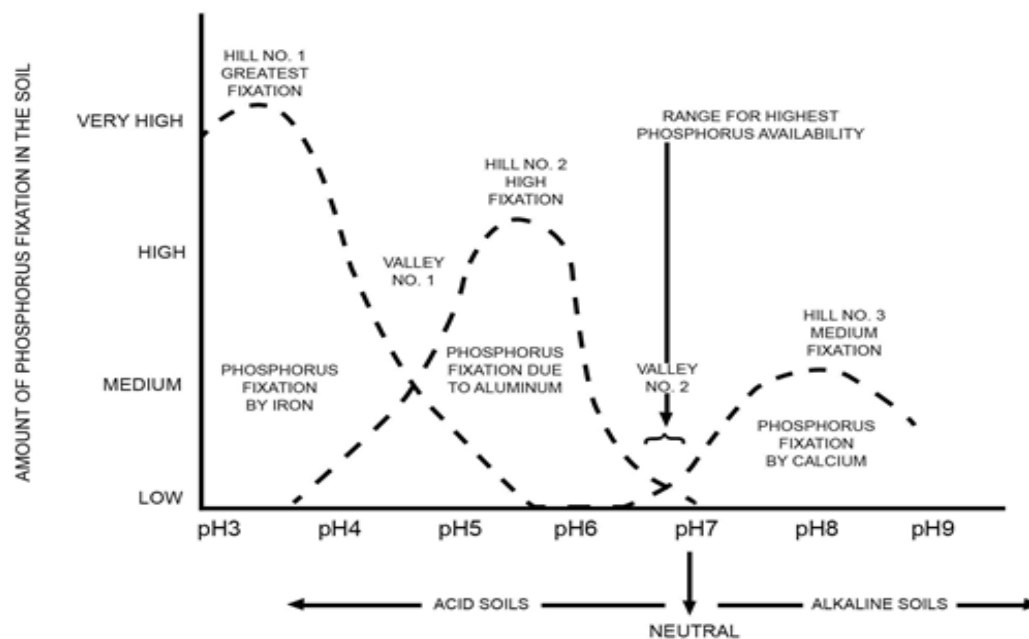 AMOUNT OF PHOSPHORUS FIXATION IN THE SOIL
VERY HIGH
HIGH
MEDIUM
LOW
HILL NO. 1
GREATEST
FIXATION
PHOSPHORUS
FIXATION
BY IRON
VALLEY
NO. 1
HILL NO. 2
HIGH
FIXATION
PHOSPHORUS
FIXATION DUE
TO ALUMINUM
RANGE FOR HIGHEST
PHOSPHORUS AVAILABILITY
VALLEY
NO. 2
HILL NO. 3
MEDIUM
FIXATION
PHOSPHORUS
FIXATION
BY CALCIUM
pH3 pH4 pH5 pH6 pH7 pH8 pH9
ACID SOILS ALKALINE SOILS
NEUTRAL